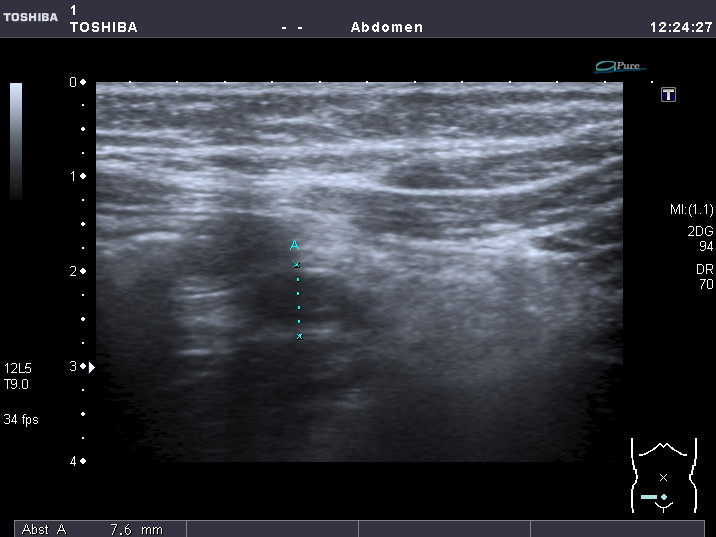 TOSHIBA
1
TOSHIBA - - Abdomen 12:24:27
aPure
T
0
1
2
3
4
A
MI:(1.1)
2DG
94
DR
70
12L5
T9.0
34 fps
Abst A 7.6 mm